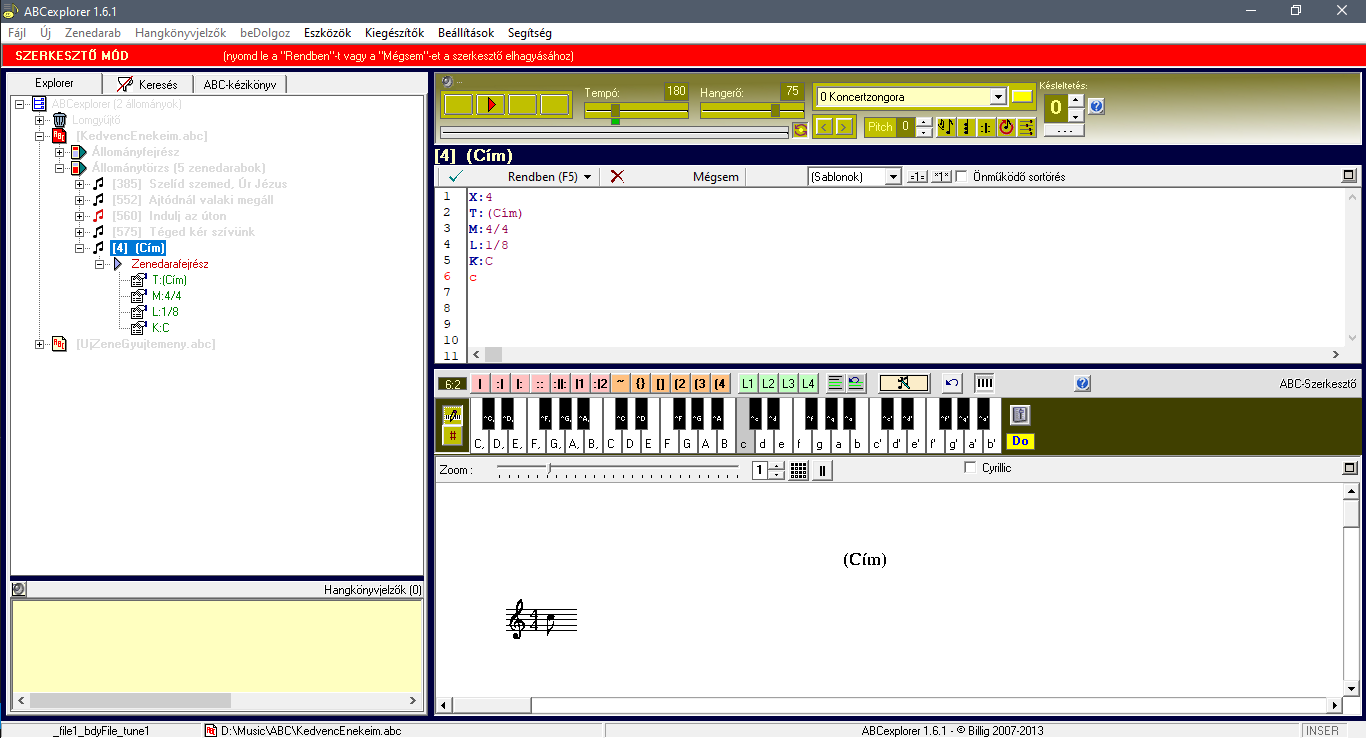 ABCexplorer 1.6.1
Fájl Új Zenedarab Hangkönyvjelzők beDolgoz Eszközök Kiegészítők Beállítások Segítség
SZERKESZTŐ MÓD (nyomd le a "Rendben"-t vagy a "Mégsem"-et a szerkesztő elhagyásához)
Explorer Keresés ABC-kézikönyv
ABCexplorer (2 állományok)
Lomgyűjtő
[KedvencEnekeim.abc]
Állományfejrész
Állománytörzs (5 zenedarabok)
[385] Szelíd szemed, Úr Jézus
[552] Ajtódnál valaki megáll
[560] Indulj az úton
[575] Téged kér szívünk
[4] (Cím)
Zenedarafejrész
T:(Cím)
M:4/4
L:1/8
K:C
[UjZeneGyujtemeny.abc]
Hangkönyvjelzők (0)
Tempó: 180 Hangerő: 75
0 Koncertzongora
Késleltetés:
0
< > Pitch 0
...
[4] (Cím)
Rendben (F5) Mégsem (Sablonok) =1= *1* Önműködő sortörés
1 X:4
2 T:(Cím)
3 M:4/4
4 L:1/8
5 K:C
6 c
7
8
9
10
11
6:2 | :| |: :: :||: |1 :|2 ~ {} [] (2 (3 (4 L1 L2 L3 L4 ABC-Szerkesztő
^C, ^D, ^F, ^G, ^A, ^C ^D ^F ^G ^A ^c ^d ^f ^g ^a ^c' ^d' ^f' ^g' ^a'
# C, D, E, F, G, A, B, C D E F G A B c d e f g a b c' d' e' f' g' a' b' Do
Zoom : 1 Cyrillic
(Cím)
4
4
_file1_bdyFile_tune1 D:\Music\ABC\KedvencEnekeim.abc ABCexplorer 1.6.1 - © Billig 2007-2013 INSER